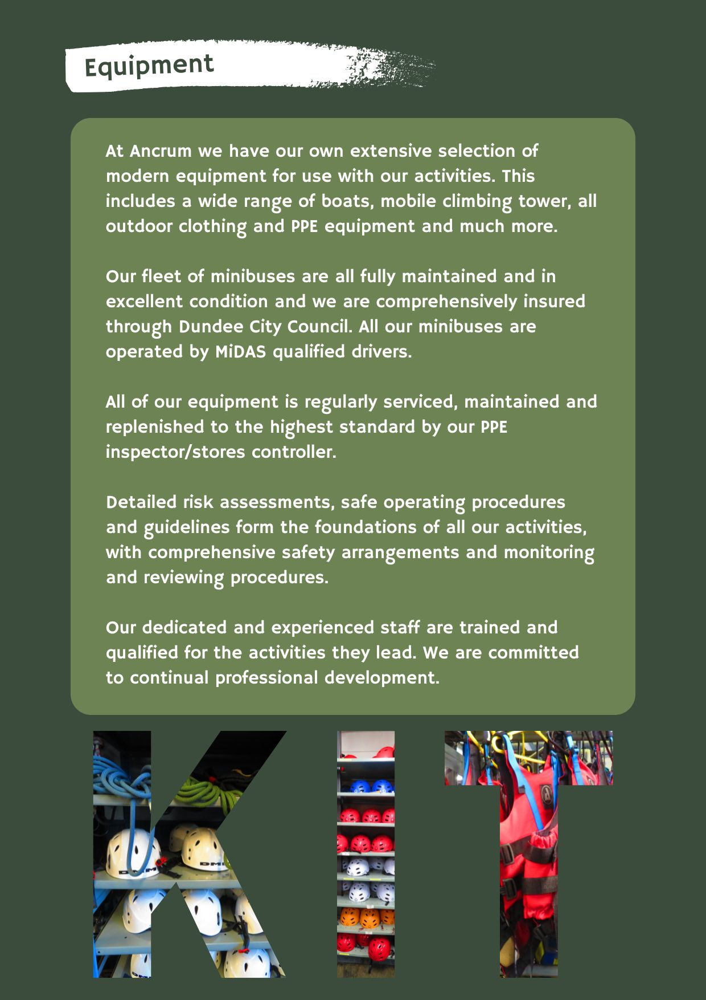 Equipment
At Ancrum we have our own extensive selection of
modern equipment for use with our activities. This
includes a wide range of boats, mobile climbing tower, all
outdoor clothing and PPE equipment and much more.
Our fleet of minibuses are all fully maintained and in
excellent condition and we are comprehensively insured
through Dundee City Council. All our minibuses are
operated by MiDAS qualified drivers.
All of our equipment is regularly serviced, maintained and
replenished to the highest standard by our PPE
inspector/stores controller.
Detailed risk assessments, safe operating procedures
and guidelines form the foundations of all our activities,
with comprehensive safety arrangements and monitoring
and reviewing procedures.
Our dedicated and experienced staff are trained and
qualified for the activities they lead. We are committed
to continual professional development.
KIT